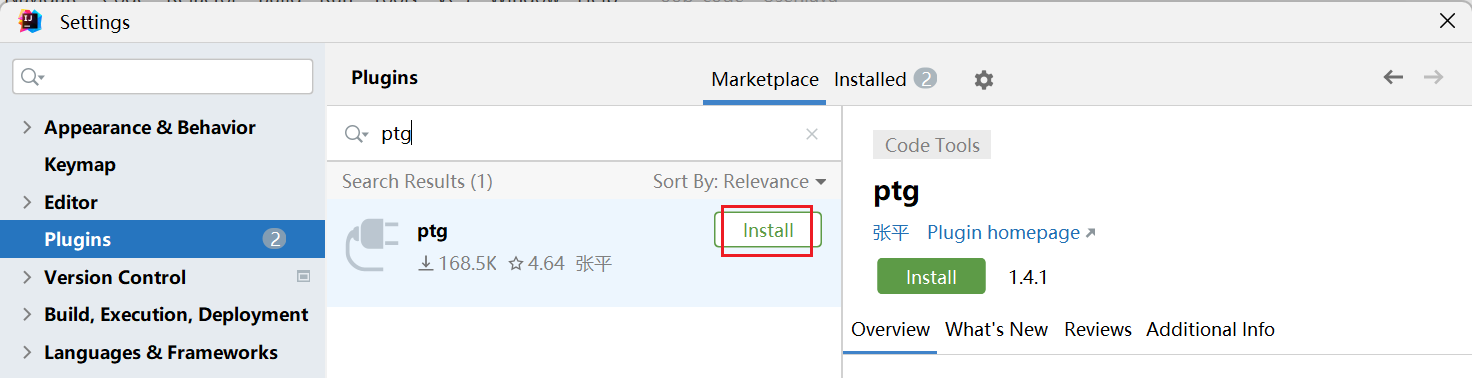 Settings
Plugins
Marketplace Installed 2
Appearance & Behavior
Keymap
Editor
Plugins 2
Version Control
Build, Execution, Deployment
Languages & Frameworks
ptg
Search Results (1) Sort By: Relevance
ptg
Install
168.5K 4.64 张平
Code Tools
ptg
张平 Plugin homepage
Install 1.4.1
Overview What's New Reviews Additional Info